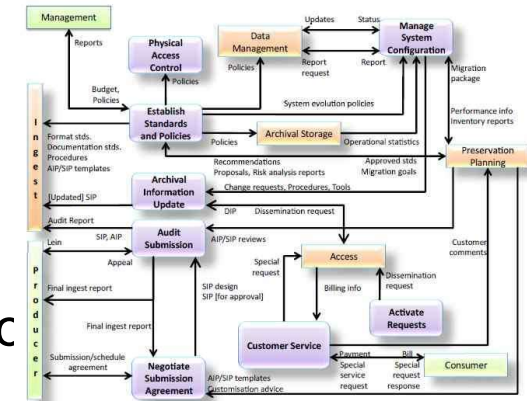 Management
Reports
Budget,
Policies
Physical
Access
Control
Policies
Data
Management
Policies
Updates
Status
Report
request
Report
Manage
System
Configuration
Migration
package
Performance info
Inventory reports
System evolution policies
Establish
Standards
and Policies
Policies
Archival Storage
Operational statistics
Ingest
Format stds.
Documentation stds.
Procedures
AIP/SIP templates
Recommendations
Proposals, Risk analysis reports
Approved stds
Migration goals
Preservation
Planning
Change requests, Procedures, Tools
Archival
Information
Update
[Updated] SIP
DIP
Dissemination request
Audit Report
SIP, AIP
Audit
Submission
AIP/SIP reviews
Lein
Appeal
Producer
Final ingest report
Final ingest report
SIP design
SIP [for approval]
Special
request
Access
Billing info
Dissemination
request
Customer
comments
Activate
Requests
Customer Service
Payment
Special
service
request
Bill
Special
request
response
Consumer
Submission/schedule
agreement
Negotiate
Submission
Agreement
AIP/SIP templates
Customisation advice
C